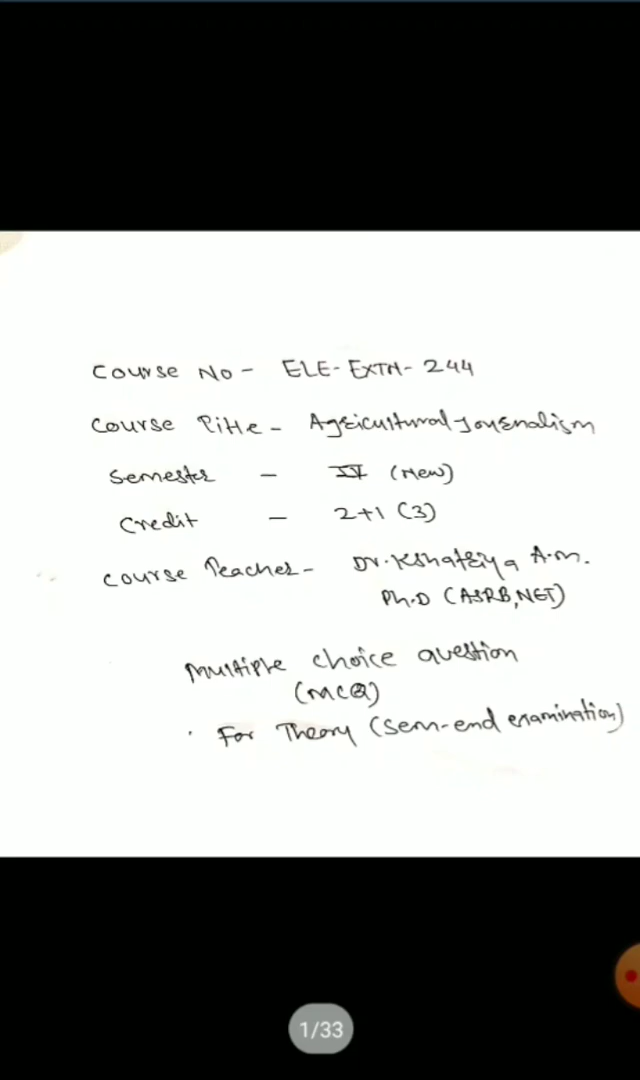 Course No - ELE-EXTN-244
Course Title - Agricultural Journalism
Semester - IV (New)
Credit - 2+1 (3)
Course Teacher - Dr. Kshatriya A.M.
Ph.D (ASRB, NET)
Multiple choice question
(MCQ)
For Theory (Sem-end examination)
1/33